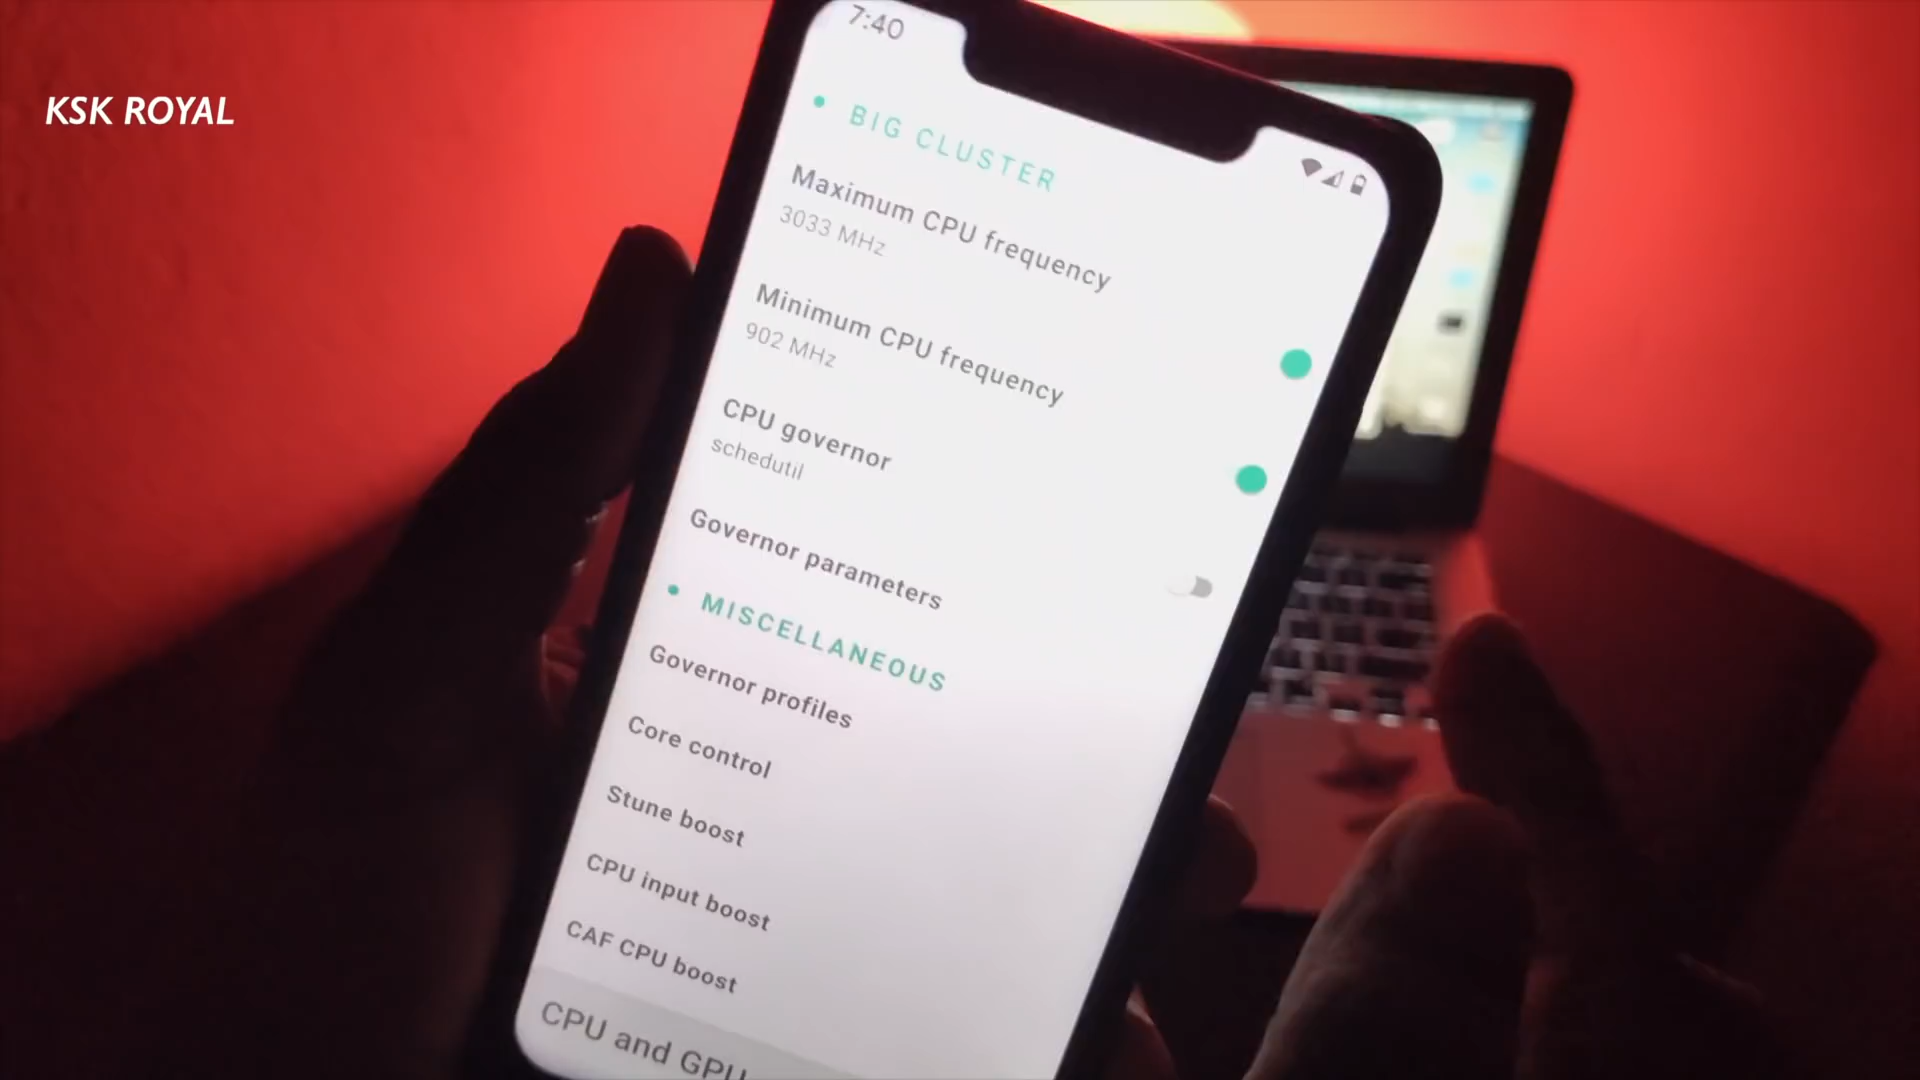 KSK ROYAL
7:40
BIG CLUSTER
Maximum CPU frequency
3033 MHz
Minimum CPU frequency
902 MHz
CPU governor
schedutil
Governor parameters
MISCELLANEOUS
Governor profiles
Core control
Stune boost
CPU input boost
CAF CPU boost
CPU and GPU